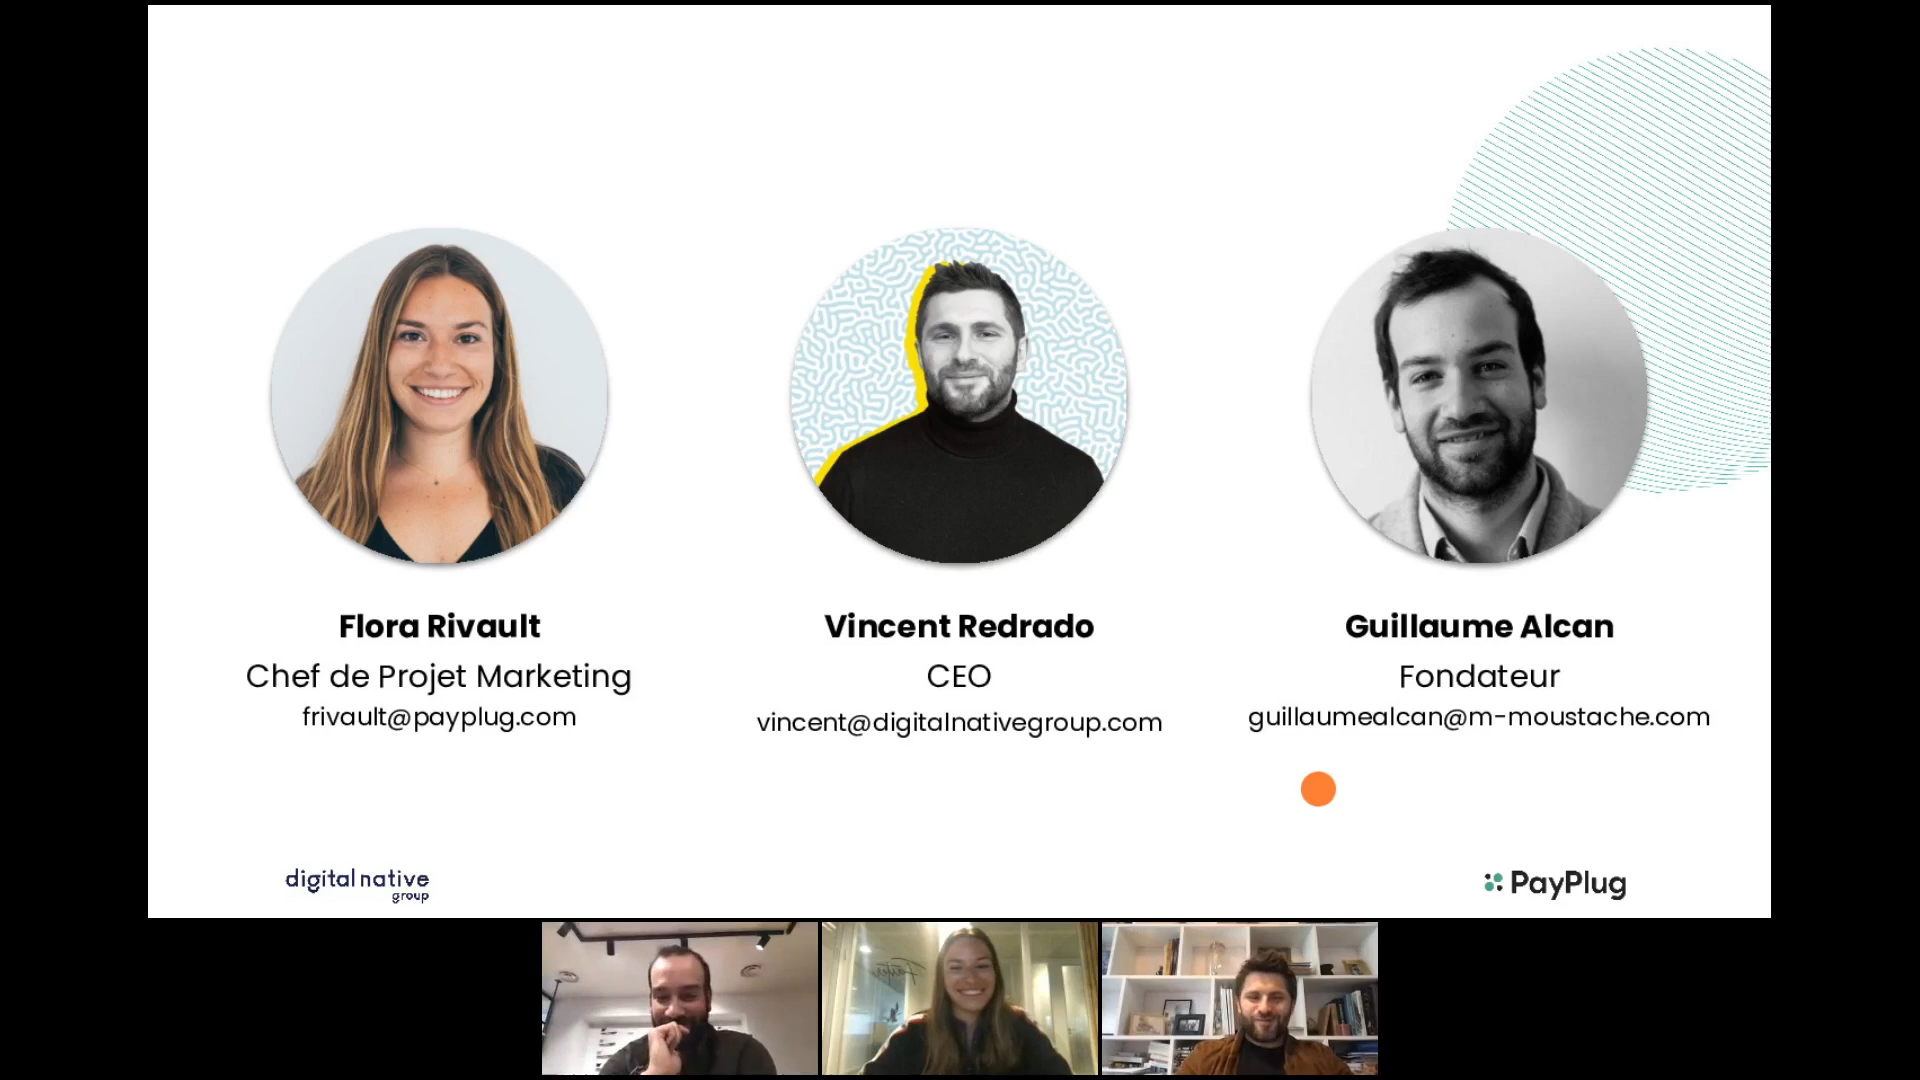 Flora Rivault
Chef de Projet Marketing
frivault@payplug.com
Vincent Redrado
CEO
vincent@digitalnativegroup.com
Guillaume Alcan
Fondateur
guillaumealcan@m-moustache.com
digital native
group
PayPlug